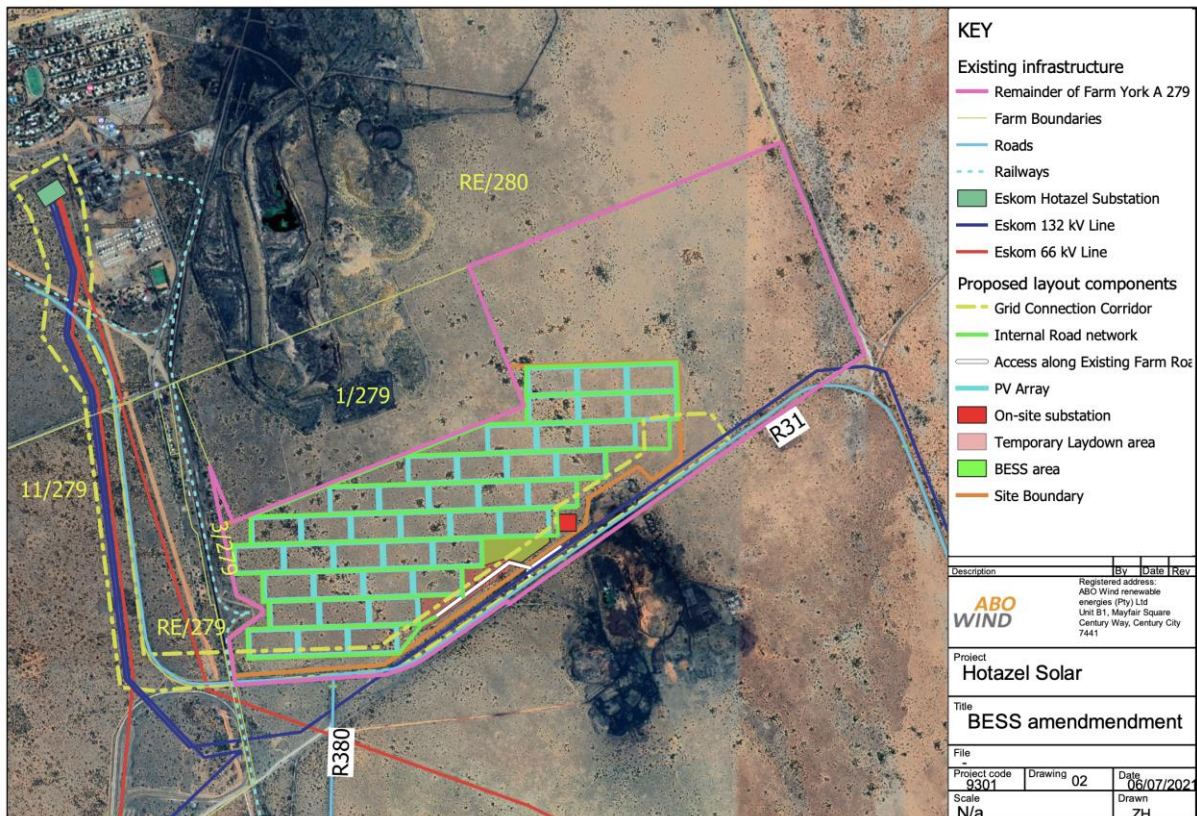 RE/280
1/279
11/279
3/279
RE/279
R31
R380
KEY
Existing infrastructure
Remainder of Farm York A 279
Farm Boundaries
Roads
Railways
Eskom Hotazel Substation
Eskom 132 kV Line
Eskom 66 kV Line
Proposed layout components
Grid Connection Corridor
Internal Road network
Access along Existing Farm Roa
PV Array
On-site substation
Temporary Laydown area
BESS area
Site Boundary
Description By Date Rev
ABO
WIND
Registered address:
ABO Wind renewable
energies (Pty) Ltd
Unit B1, Mayfair Square
Century Way, Century City
7441
Project
Hotazel Solar
Title
BESS amendmendment
File
-
Project code Drawing Date
9301 02 06/07/2021
Scale Drawn
N/a ZH